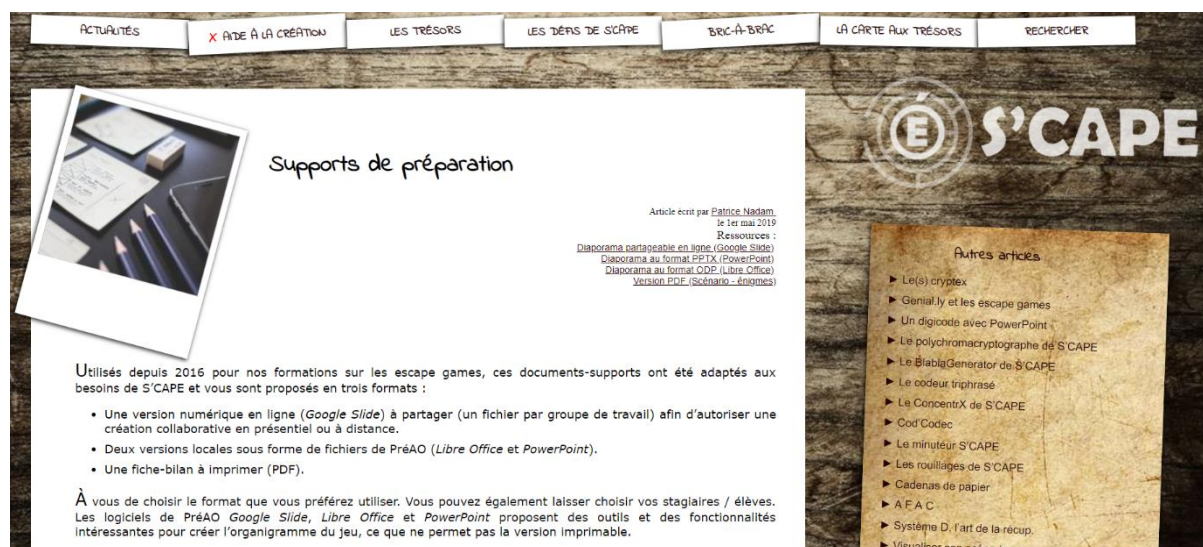 ACTUALITÉS
X AIDE À LA CRÉATION
LES TRÉSORS
LES DÉFIS DE S'CAPE
BRIC-À-BRAC
LA CARTE AUX TRÉSORS
RECHERCHER
É S'CAPE
Supports de préparation
Article écrit par Patrice Nadam
le 1er mai 2019
Ressources :
Diaporama partageable en ligne (Google Slide)
Diaporama au format PPTX (PowerPoint)
Diaporama au format ODP (Libre Office)
Version PDF (Scénario - énigmes)
Utilisés depuis 2016 pour nos formations sur les escape games, ces documents-supports ont été adaptés aux
besoins de S'CAPE et vous sont proposés en trois formats :
• Une version numérique en ligne (Google Slide) à partager (un fichier par groupe de travail) afin d'autoriser une
création collaborative en présentiel ou à distance.
• Deux versions locales sous forme de fichiers de PréAO (Libre Office et PowerPoint).
• Une fiche-bilan à imprimer (PDF).
À vous de choisir le format que vous préférez utiliser. Vous pouvez également laisser choisir vos stagiaires / élèves.
Les logiciels de PréAO Google Slide, Libre Office et PowerPoint proposent des outils et des fonctionnalités
intéressantes pour créer l'organigramme du jeu, ce que ne permet pas la version imprimable.
Autres articles
► Le(s) cryptex
► Genial.ly et les escape games
► Un digicode avec PowerPoint
► Le polychromacryptographe de S'CAPE
► Le BlablaGenerator de S'CAPE
► Le codeur triphrasé
► Le ConcentrX de S'CAPE
► Cod'Codec
► Le minuteur S'CAPE
► Les rouillages de S'CAPE
► Cadenas de papier
► A F A C
► Système D, l'art de la récup.
► Visualiser son